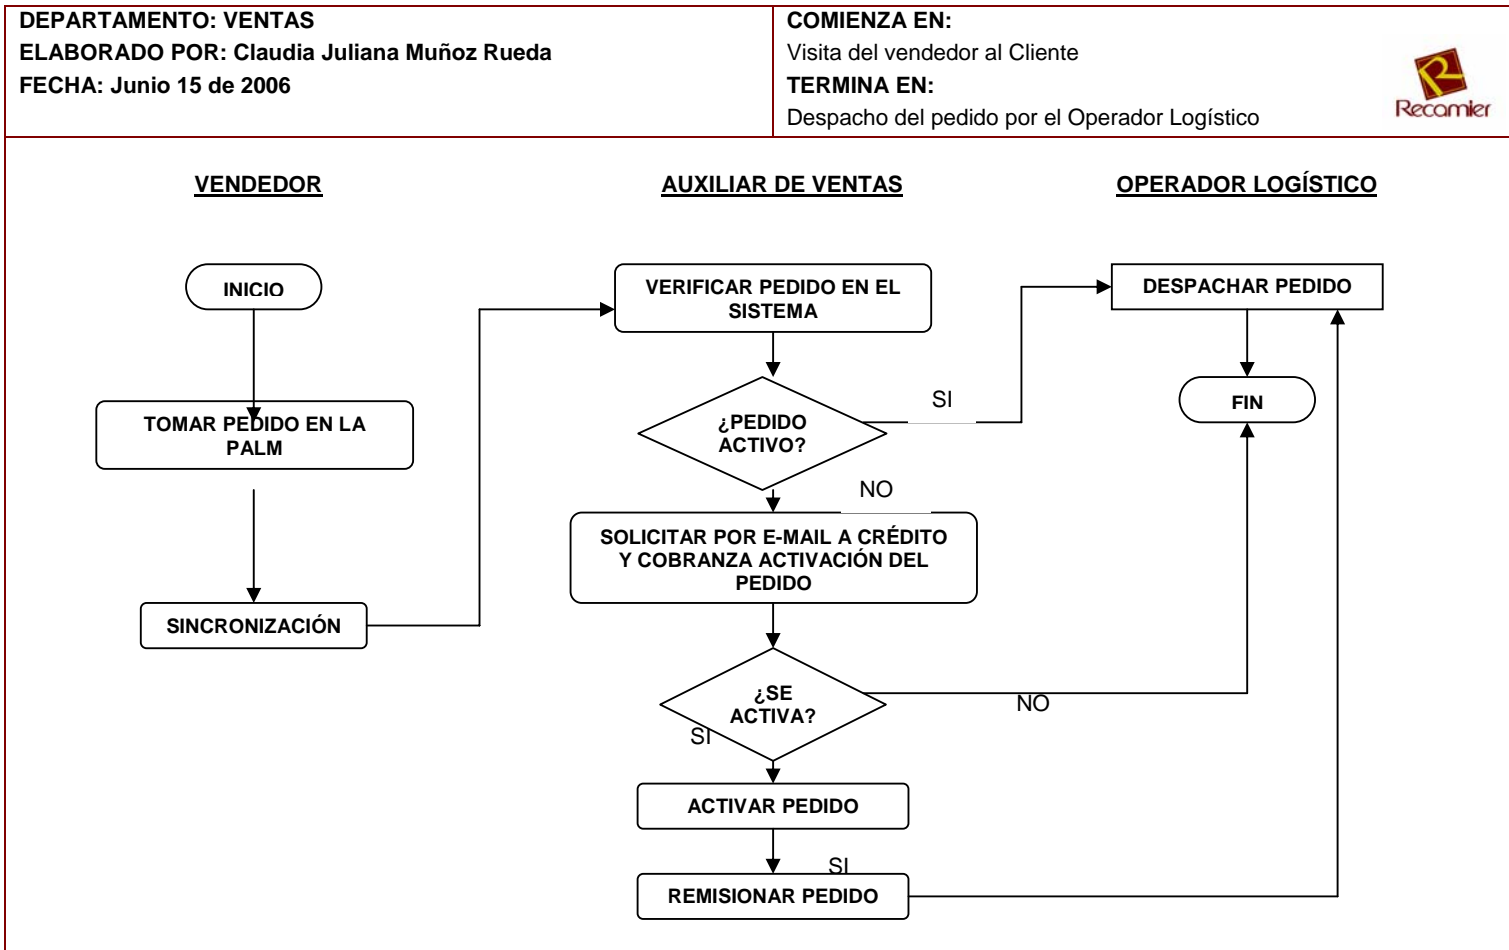 DEPARTAMENTO: VENTAS
ELABORADO POR: Claudia Juliana Muñoz Rueda
FECHA: Junio 15 de 2006
COMIENZA EN:
Visita del vendedor al Cliente
TERMINA EN:
Despacho del pedido por el Operador Logístico
Recamier
VENDEDOR
AUXILIAR DE VENTAS
OPERADOR LOGÍSTICO
INICIO
TOMAR PEDIDO EN LA
PALM
SINCRONIZACIÓN
VERIFICAR PEDIDO EN EL
SISTEMA
¿PEDIDO
ACTIVO?
SI
NO
SOLICITAR POR E-MAIL A CRÉDITO
Y COBRANZA ACTIVACIÓN DEL
PEDIDO
¿SE
ACTIVA?
NO
SI
ACTIVAR PEDIDO
SI
REMISIONAR PEDIDO
DESPACHAR PEDIDO
FIN